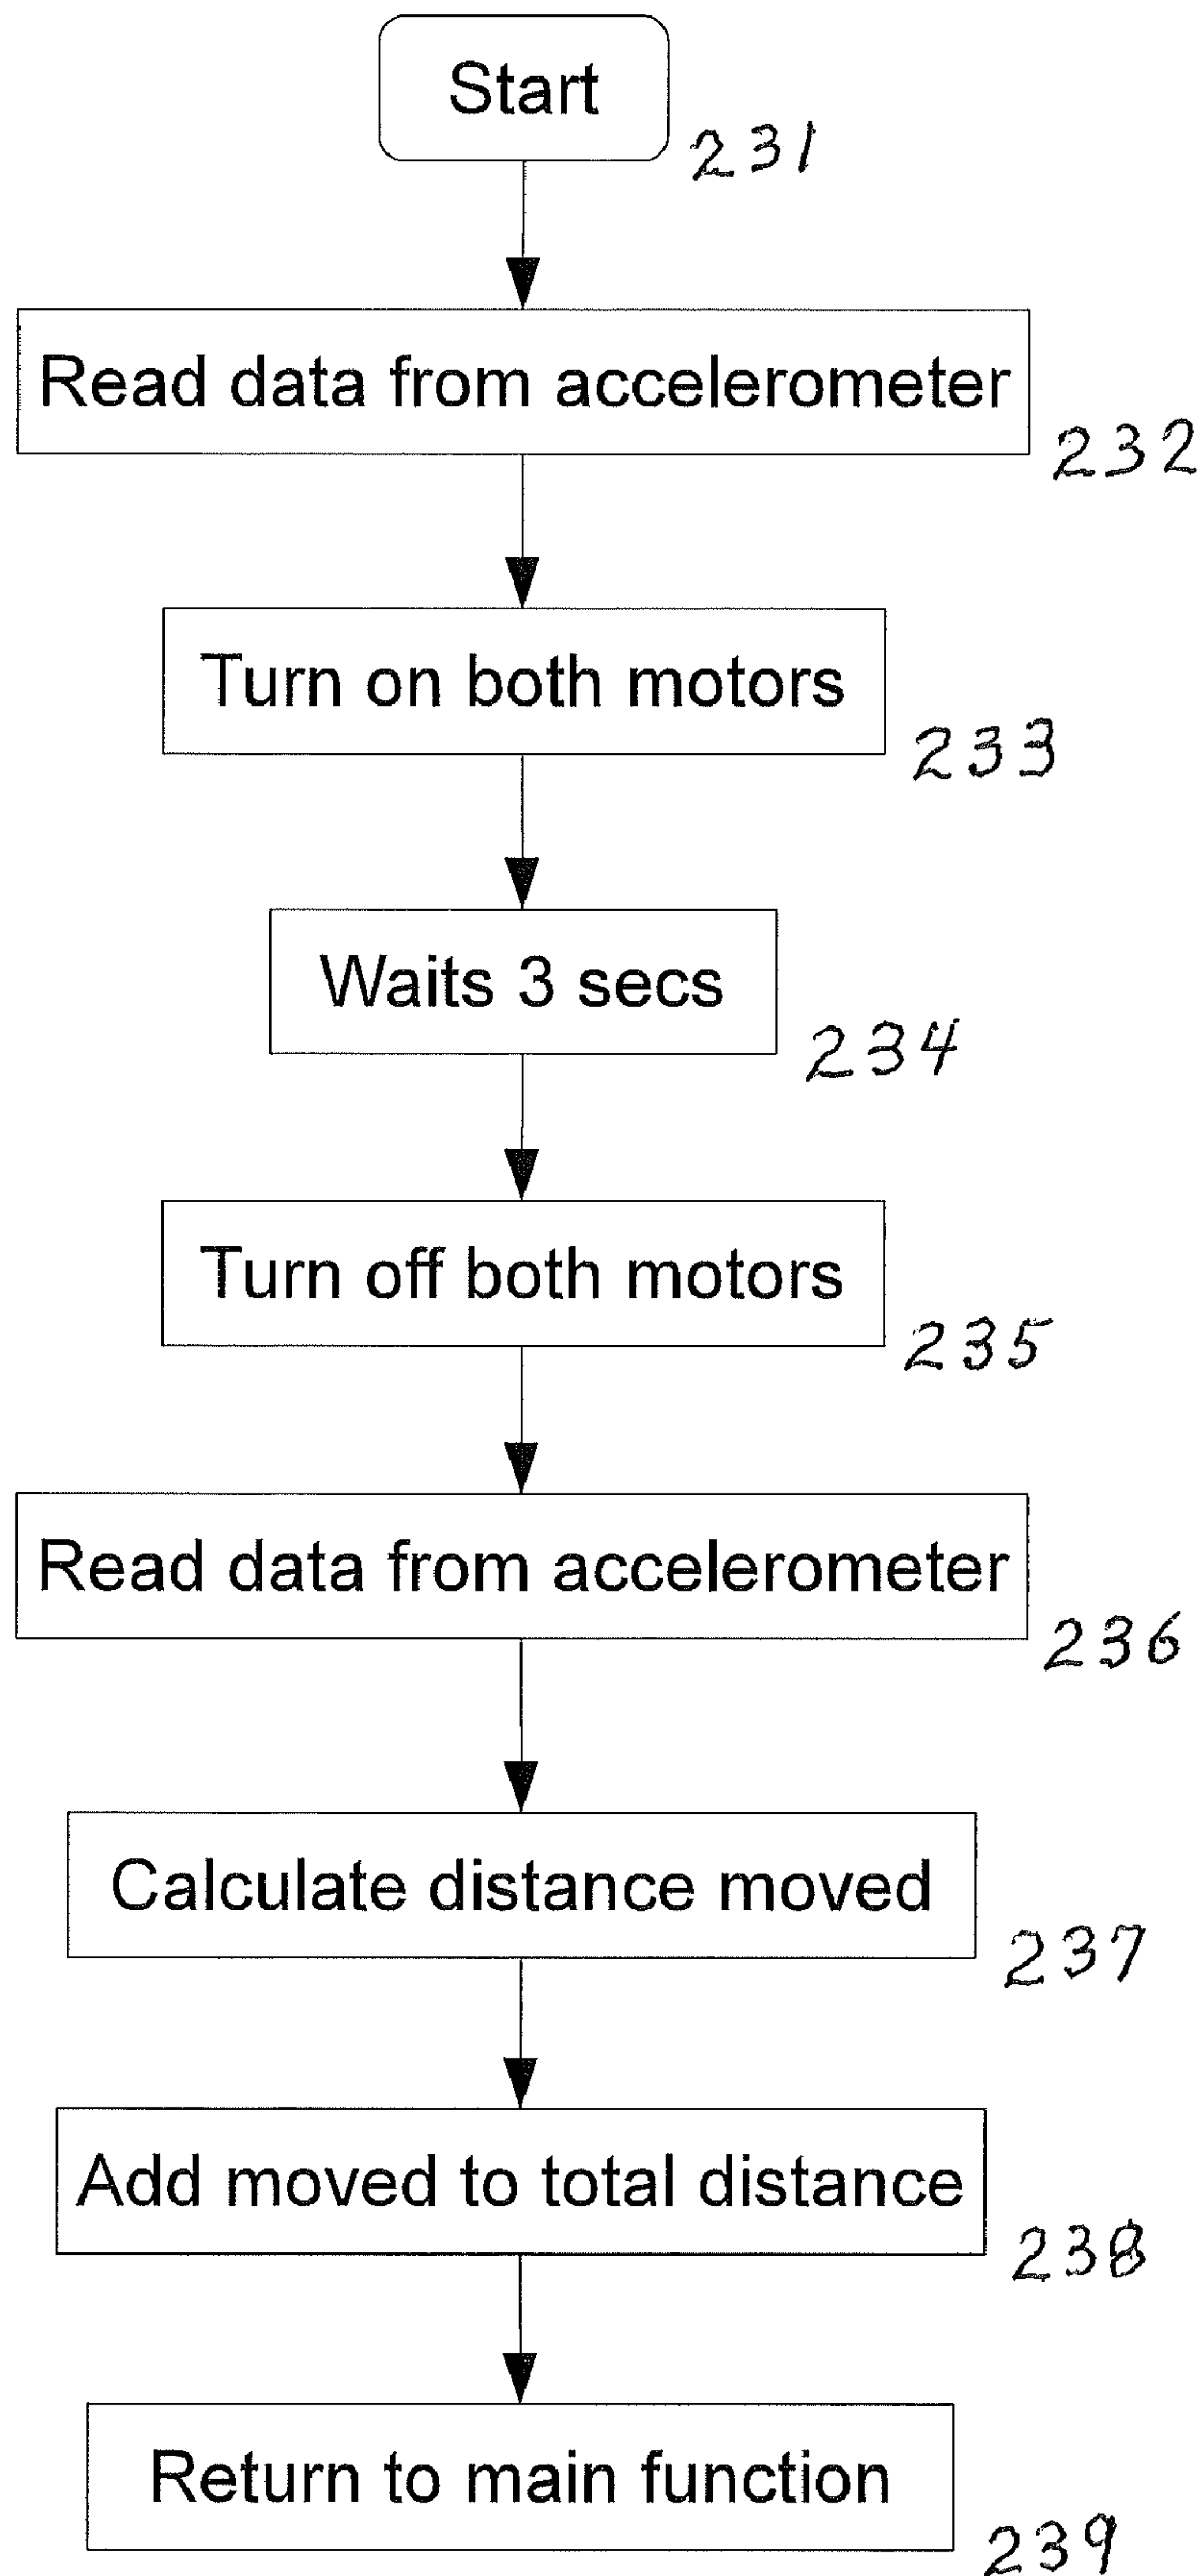 Start
231
Read data from accelerometer
232
Turn on both motors
233
Waits 3 secs
234
Turn off both motors
235
Read data from accelerometer
236
Calculate distance moved
237
Add moved to total distance
238
Return to main function
239